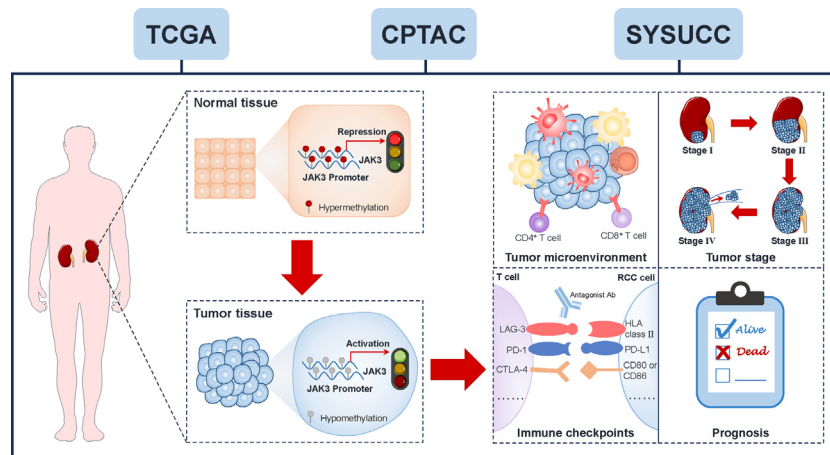 TCGA
CPTAC
SYSUCC
Normal tissue
Repression
JAK3
JAK3 Promoter
Hypermethylation
Tumor tissue
Activation
JAK3
JAK3 Promoter
Hypomethylation
CD4⁺ T cell
CD8⁺ T cell
Tumor microenvironment
Stage I
Stage II
Stage IV
Stage III
Tumor stage
T cell
RCC cell
Antagonist Ab
LAG-3
HLA
class II
PD-1
PD-L1
CTLA-4
CD80 or
CD86
......
......
Immune checkpoints
Alive
Dead
Prognosis